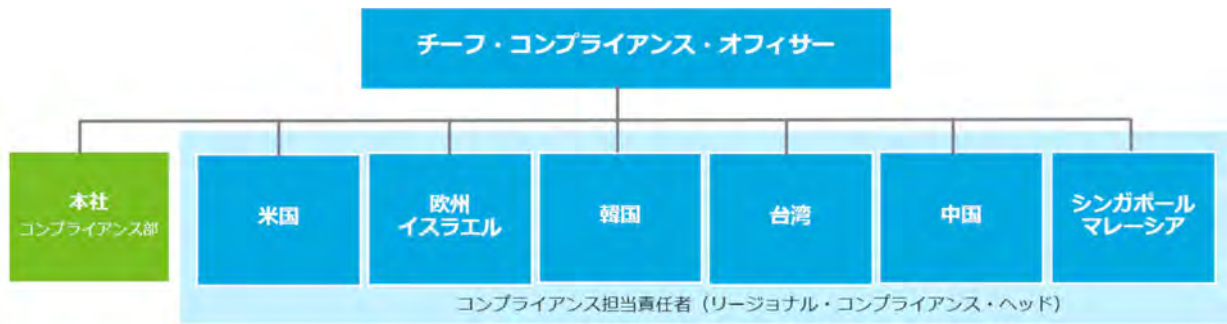 チーフ・コンプライアンス・オフィサー
本社
コンプライアンス部
米国
欧州
イスラエル
韓国
台湾
中国
シンガポール
マレーシア
コンプライアンス担当責任者（リージョナル・コンプライアンス・ヘッド）